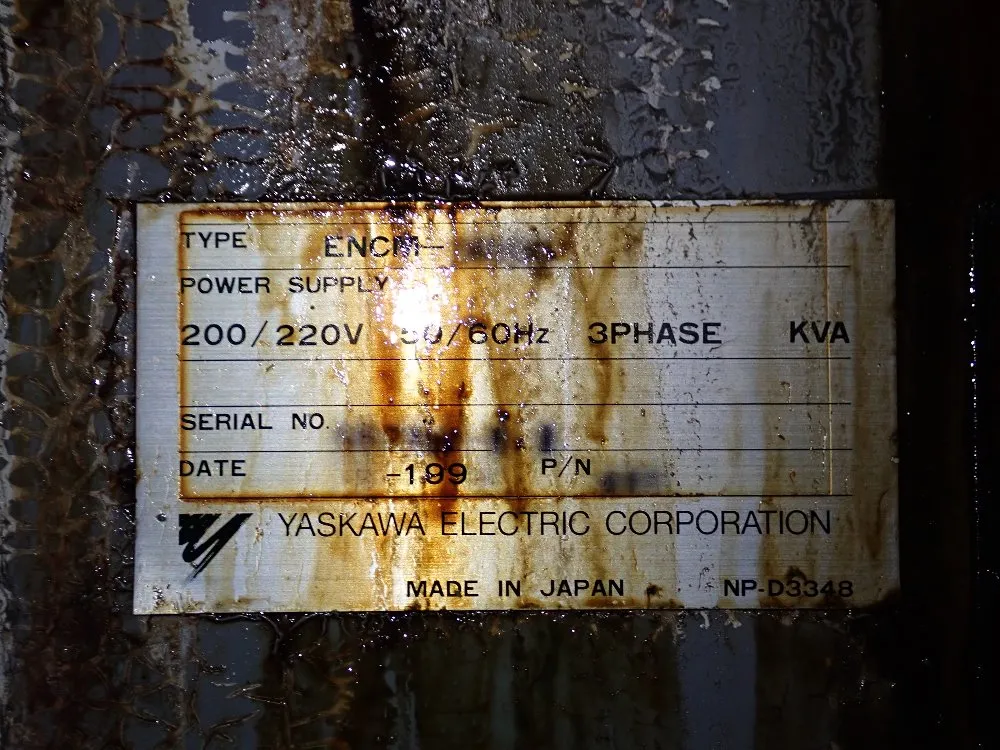 TYPE ENCM-
POWER SUPPLY
200/220V 50/60Hz 3PHASE KVA
SERIAL NO.
DATE -199 P/N
YASKAWA ELECTRIC CORPORATION
MADE IN JAPAN NP-D3348